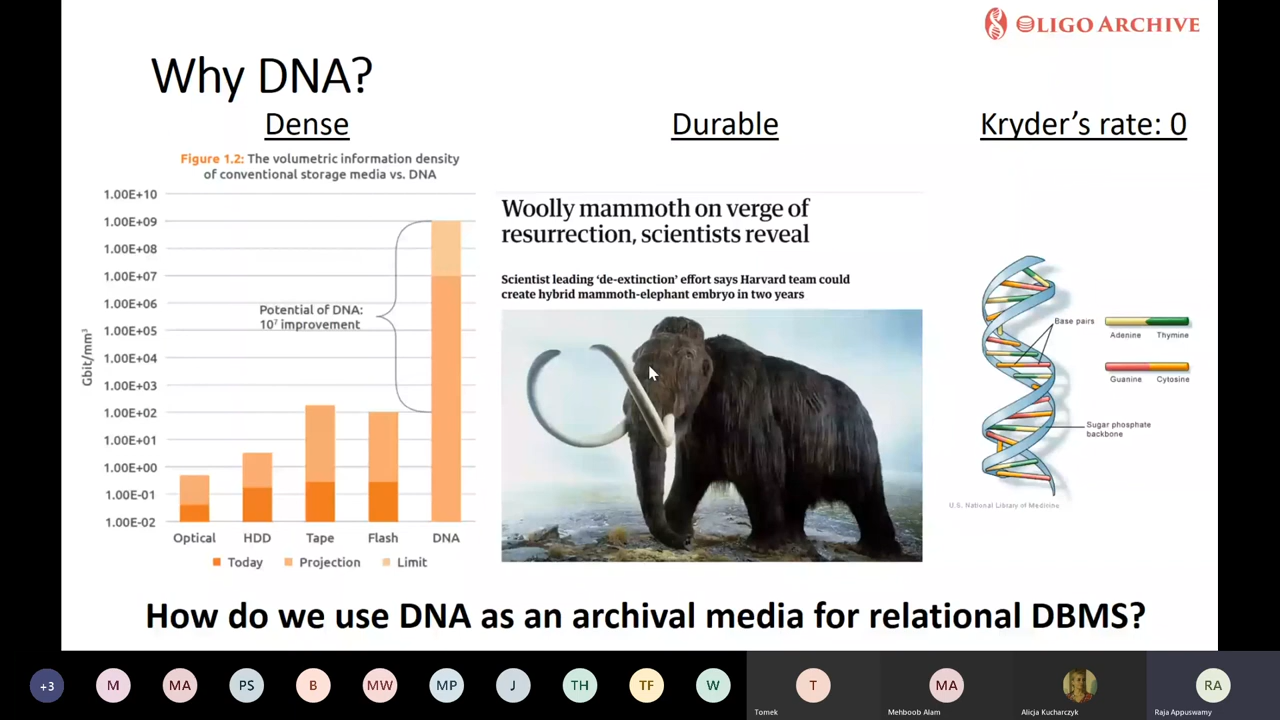 OLIGO ARCHIVE
Why DNA?
Dense
Figure 1.2: The volumetric information density
of conventional storage media vs. DNA
1.00E+10
1.00E+09
1.00E+08
1.00E+07
1.00E+06
1.00E+05
1.00E+04
1.00E+03
1.00E+02
1.00E+01
1.00E+00
1.00E-01
1.00E-02
Gbit/mm³
Potential of DNA:
10⁷ improvement
Optical
HDD
Tape
Flash
DNA
Today
Projection
Limit
Durable
Woolly mammoth on verge of
resurrection, scientists reveal
Scientist leading ‘de-extinction’ effort says Harvard team could
create hybrid mammoth-elephant embryo in two years
Kryder’s rate: 0
Base pairs
Adenine
Thymine
Guanine
Cytosine
Sugar phosphate
backbone
U.S. National Library of Medicine
How do we use DNA as an archival media for relational DBMS?
+3
M
MA
PS
B
MW
MP
J
TH
TF
W
T
Tomek
MA
Mehboob Alam
Alicja Kucharczyk
RA
Raja Appuswamy